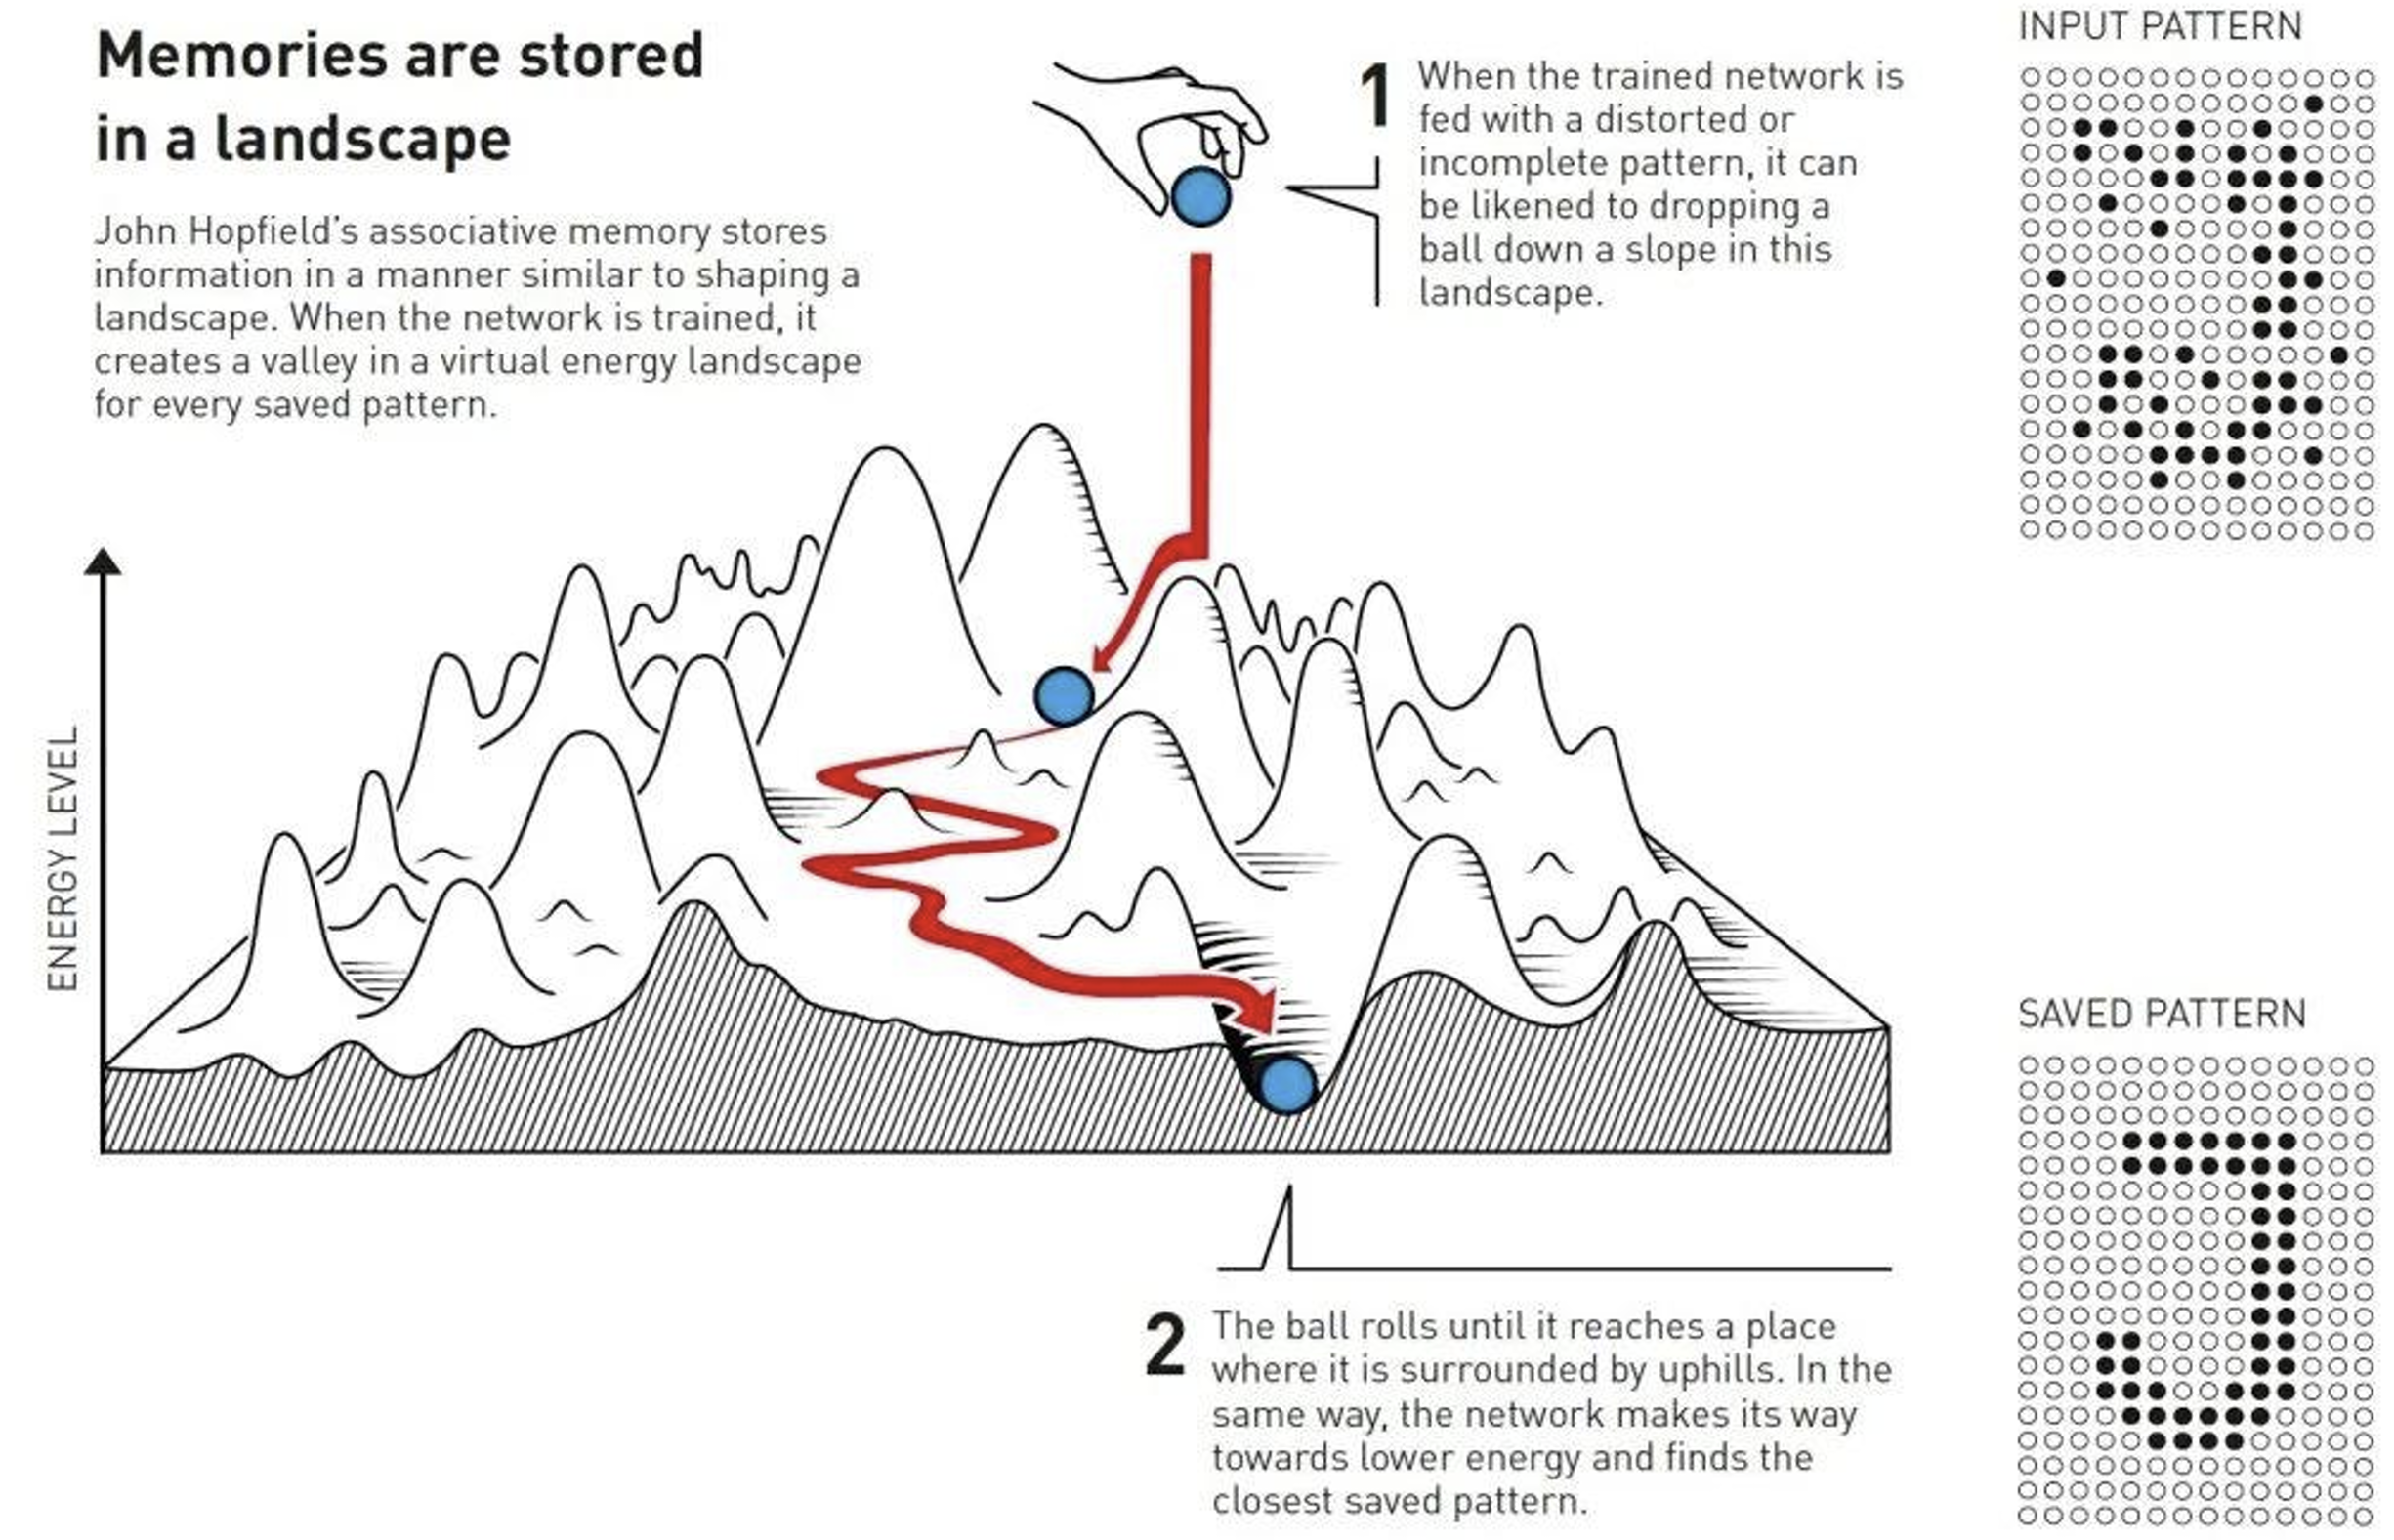 Memories are stored
in a landscape
John Hopfield's associative memory stores
information in a manner similar to shaping a
landscape. When the network is trained, it
creates a valley in a virtual energy landscape
for every saved pattern.
1
When the trained network is
fed with a distorted or
incomplete pattern, it can
be likened to dropping a
ball down a slope in this
landscape.
INPUT PATTERN
ENERGY LEVEL
SAVED PATTERN
2
The ball rolls until it reaches a place
where it is surrounded by uphills. In the
same way, the network makes its way
towards lower energy and finds the
closest saved pattern.